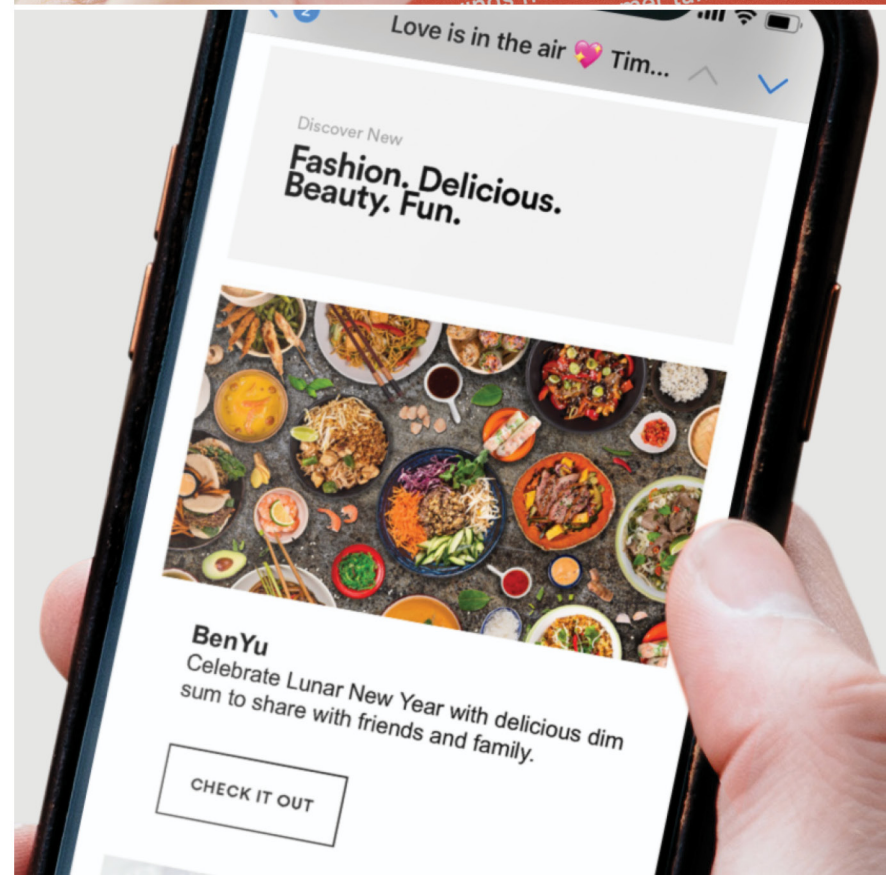 2
Love is in the air 💖 Tim...
Discover New
Fashion. Delicious.
Beauty. Fun.
BenYu
Celebrate Lunar New Year with delicious dim
sum to share with friends and family.
CHECK IT OUT